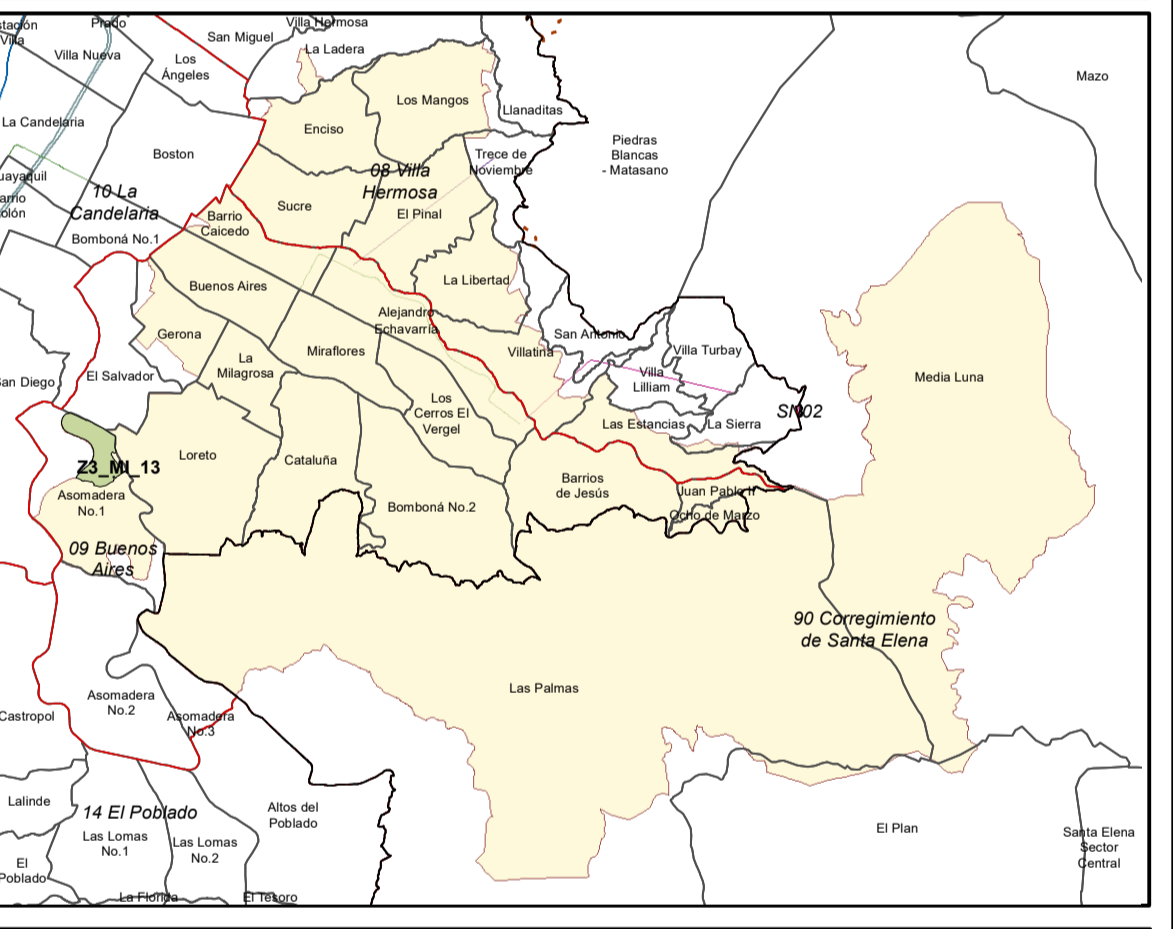 Prado
Villa Hermosa
Villa
San Miguel
La Ladera
Villa Nueva
Los
Ángeles
Mazo
Los Mangos
Llanaditas
La Candelaria
Enciso
Boston
Piedras
Blancas
- Matasano
Trece de
Noviembre
08 Villa
Hermosa
10 La
Candelaria
Sucre
Barrio
Caicedo
El Pinal
Bomboná No.1
La Libertad
Buenos Aires
Alejandro
Echavarría
Gerona
San Antonio
Miraflores
Villatina
Villa Turbay
La
Milagrosa
El Salvador
Villa
Lilliam
Media Luna
Los
Cerros El
Vergel
SN02
Las Estancias
La Sierra
Loreto
Cataluña
Z3_MI_13
Barrios
de Jesús
Juan Pablo II
Asomadera
No.1
Bomboná No.2
Ocho de Marzo
09 Buenos
Aires
90 Corregimiento
de Santa Elena
Las Palmas
Asomadera
No.2
Castropol
Asomadera
No.3
Lalinde
14 El Poblado
Altos del
Poblado
El Plan
Las Lomas
No.1
Las Lomas
No.2
Santa Elena
Sector
Central
El
Poblado
La Florida
El Tesoro